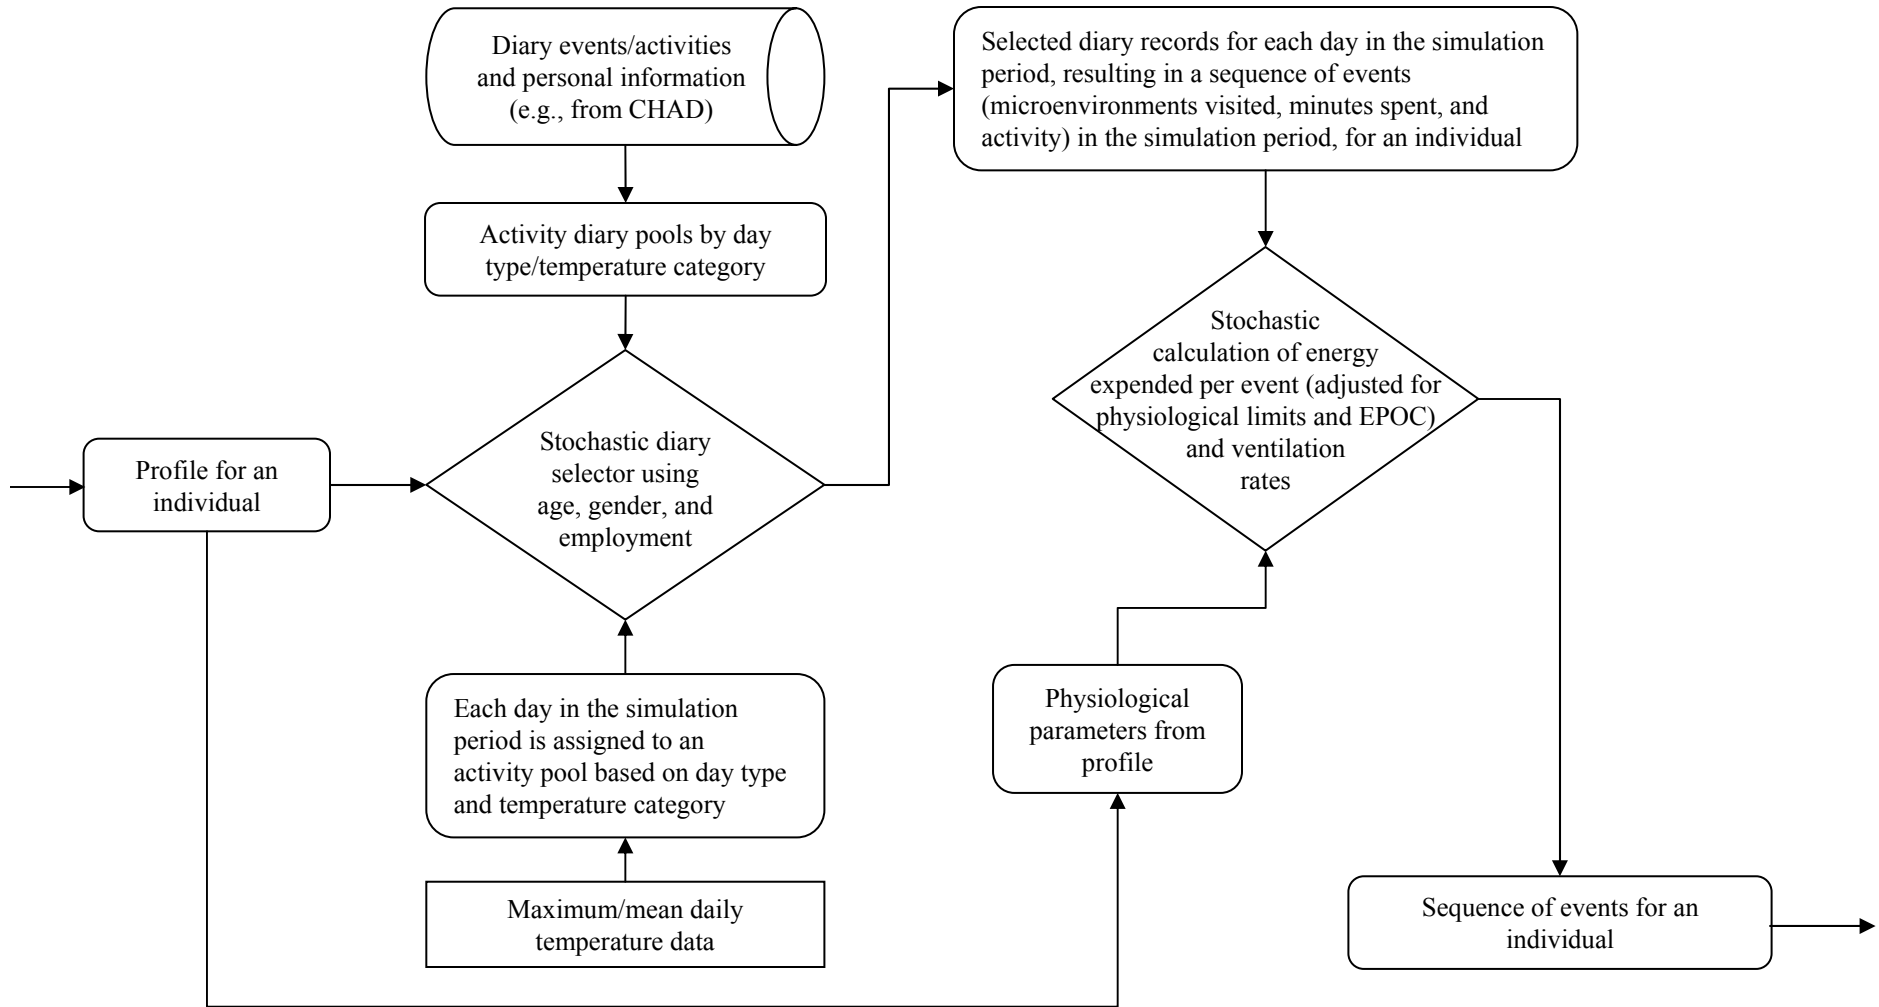 Diary events/activities
and personal information
(e.g., from CHAD)
Selected diary records for each day in the simulation
period, resulting in a sequence of events
(microenvironments visited, minutes spent, and
activity) in the simulation period, for an individual
Activity diary pools by day
type/temperature category
Stochastic
calculation of energy
expended per event (adjusted for
physiological limits and EPOC)
and ventilation
rates
Profile for an
individual
Stochastic diary
selector using
age, gender, and
employment
Each day in the simulation
period is assigned to an
activity pool based on day type
and temperature category
Physiological
parameters from
profile
Maximum/mean daily
temperature data
Sequence of events for an
individual